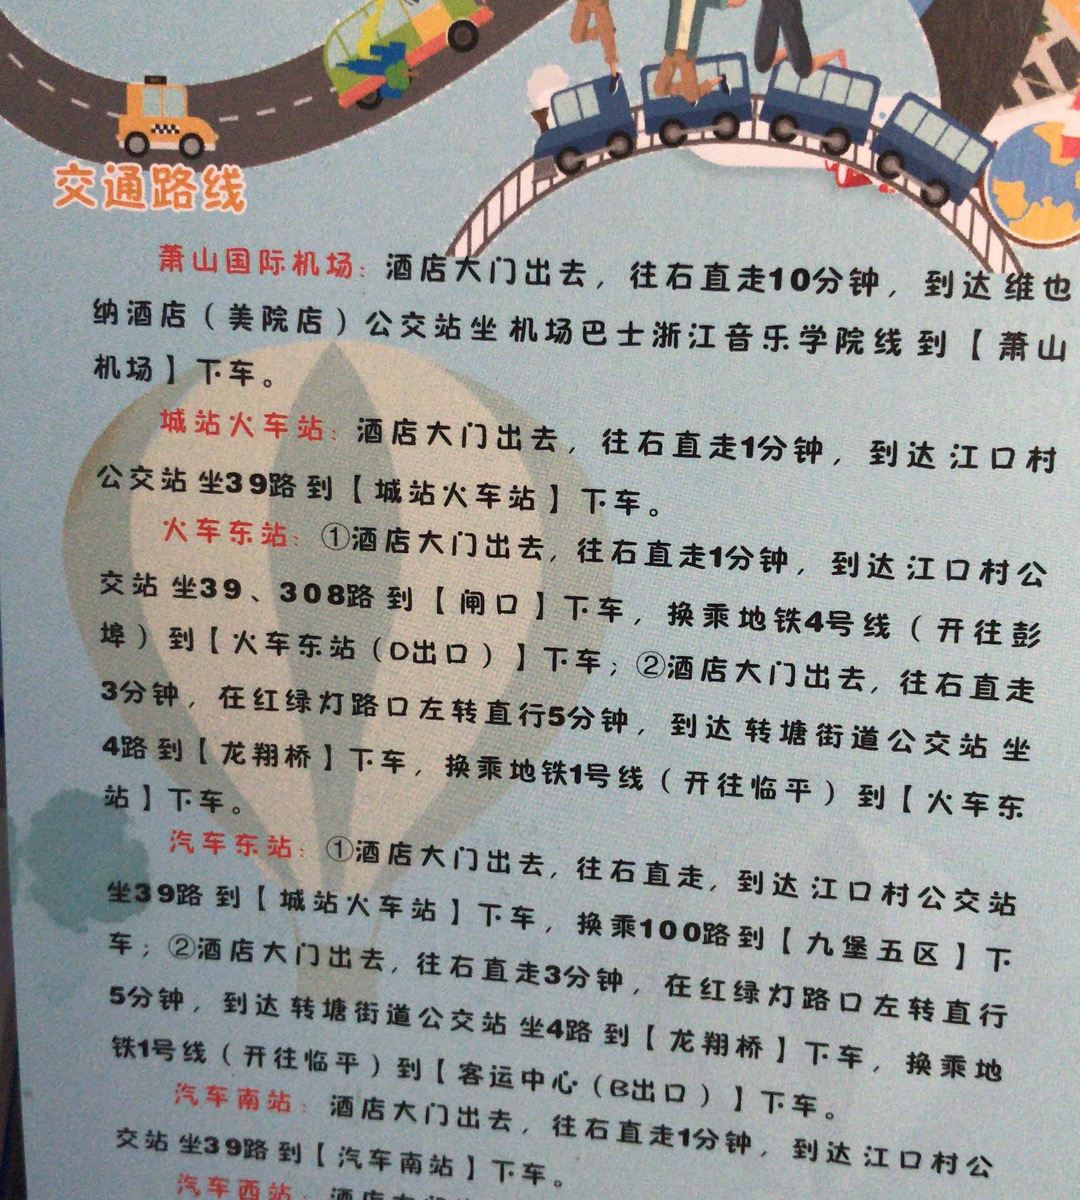 交通路线
萧山国际机场：酒店大门出去，往右直走10分钟，到达 维也
纳酒店（美院店）公交站坐 机场巴士浙江音乐学院线 到【萧山
机场】下车。
城站火车站：酒店大门出去，往右直走1分钟，到达 江口村
公交站 坐39路 到【城站火车站】下车。
火车东站：①酒店大门出去，往右直走1分钟，到达 江口村公
交站 坐39、308路 到【闸口】下车，换乘地铁4号线（开往彭
埠）到【火车东站（D出口）】下车；②酒店大门出去，往右直走
3分钟，在红绿灯路口左转直行5分钟，到达 转塘街道公交站 坐
4路 到【龙翔桥】下车，换乘地铁1号线（开往临平）到【火车东
站】下车。
汽车东站：①酒店大门出去，往右直走，到达 江口村公交站
坐39路 到【城站火车站】下车，换乘100路到【九堡五区】下
车；②酒店大门出去，往右直走3分钟，在红绿灯路口左转直行
5分钟，到达 转塘街道公交站 坐4路 到【龙翔桥】下车，换乘地
铁1号线（开往临平）到【客运中心（B出口）】下车。
汽车南站：酒店大门出去，往右直走1分钟，到达 江口村公
交站 坐39路 到【汽车南站】下车。
汽车西站：酒店大门